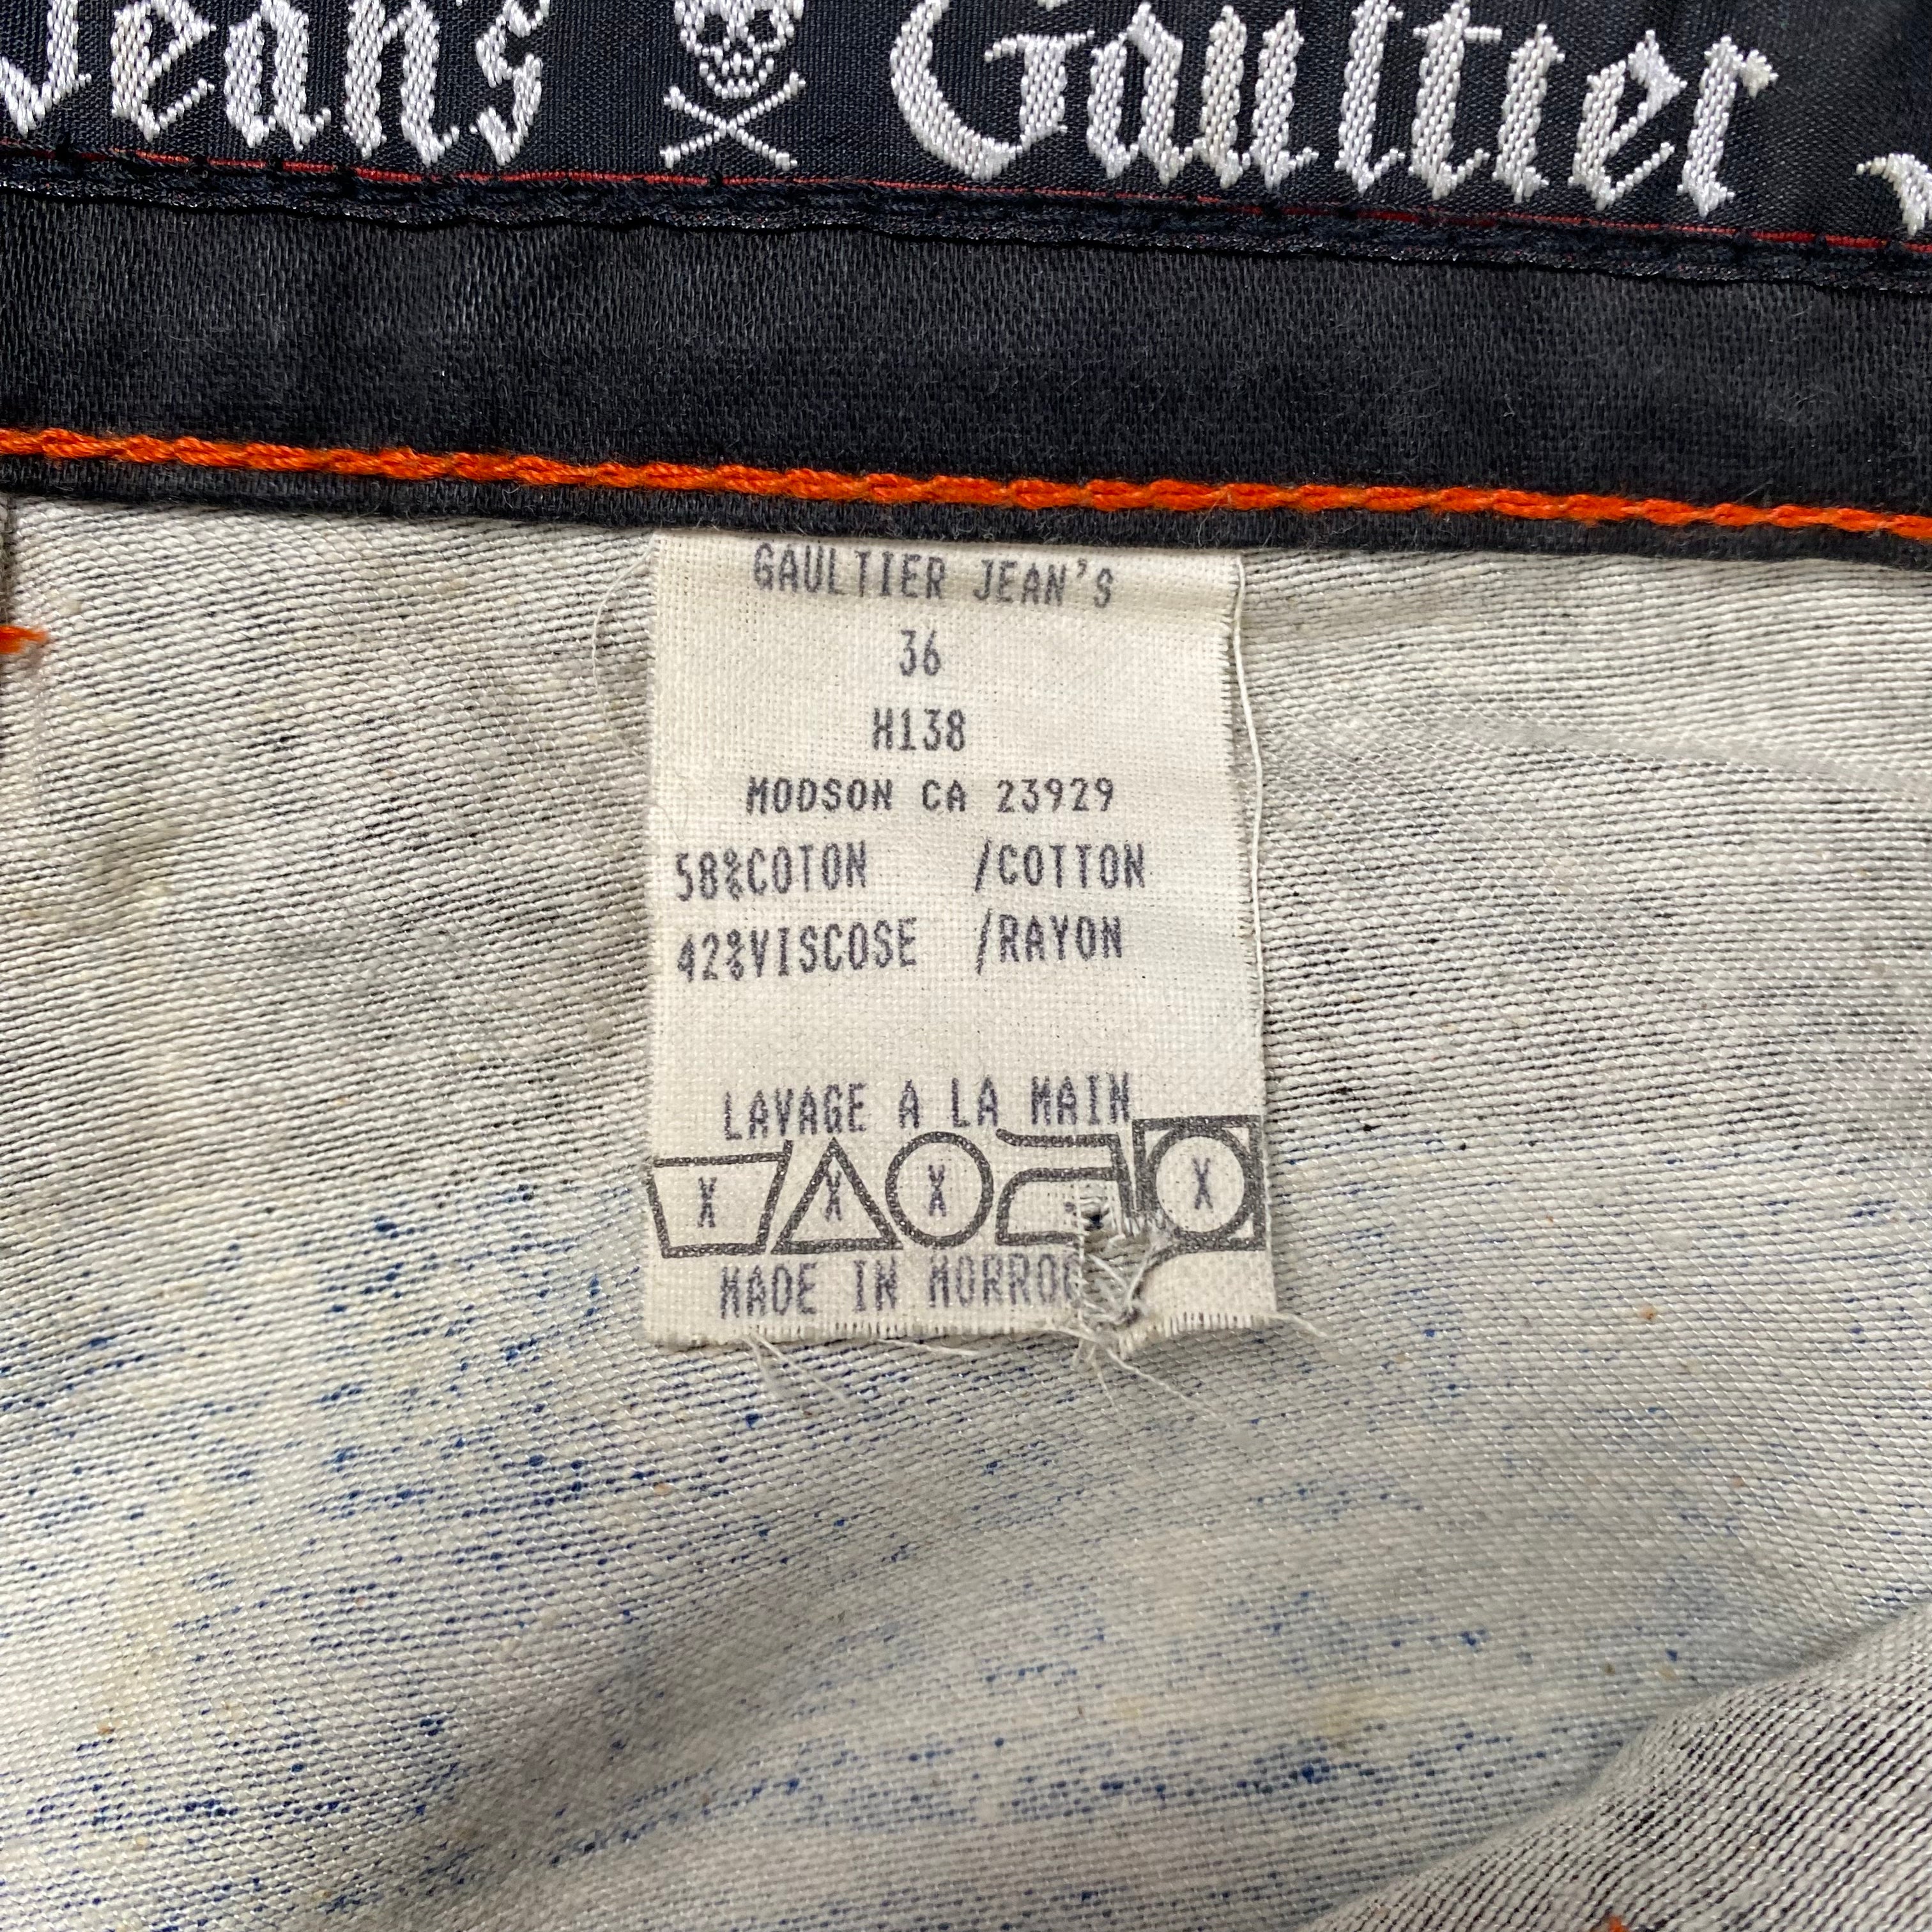 Jean's Gaultier J
GAULTIER JEAN'S
36
H138
MODSON CA 23929
58%COTON /COTTON
42%VISCOSE /RAYON
LAVAGE A LA MAIN
X X X X
MADE IN MORROC